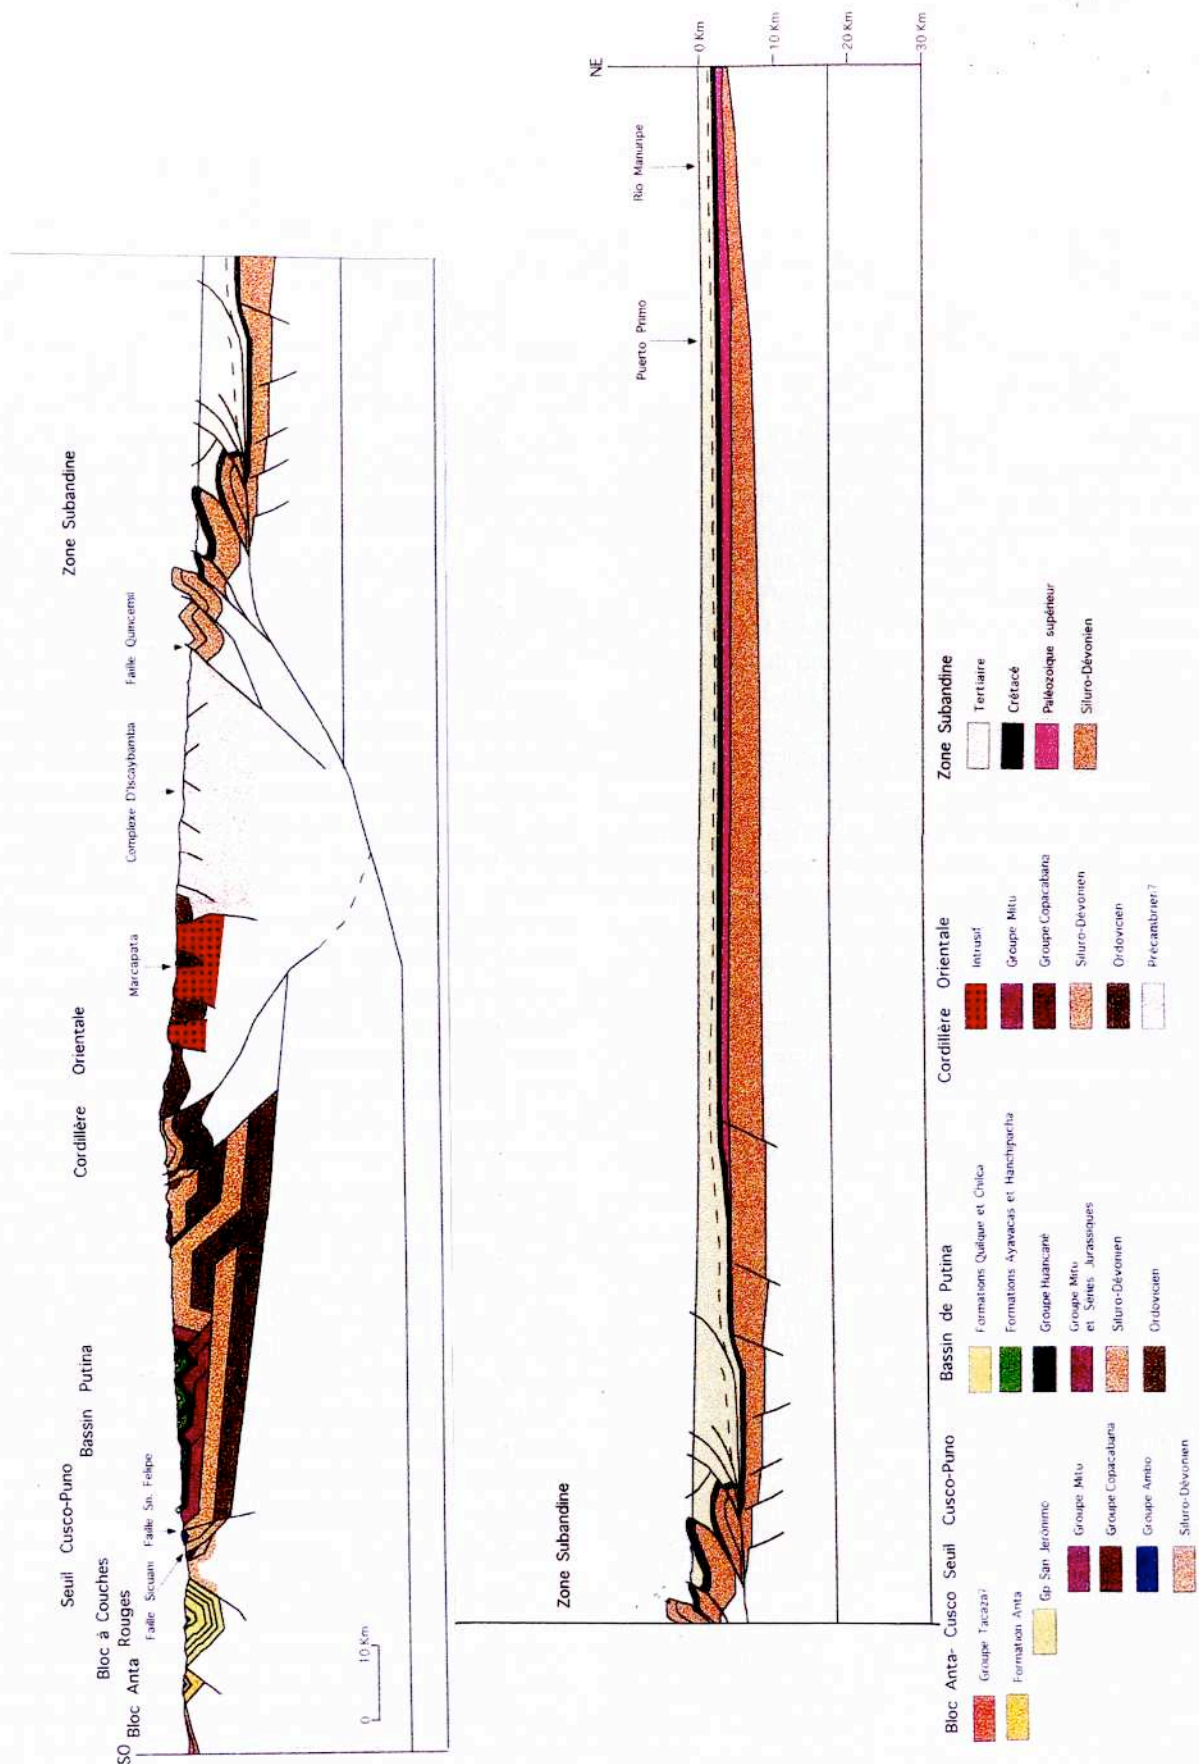 Seuil Cusco-Puno
Bloc à Couches
Rouges
Bloc Anta
SO
Bassin Putina
Cordillère Orientale
Zone Subandine
Faille Sicuani
Faille Sn. Felipe
Marcapata
Complexe D'Iscaybamba
Faille Quincemil
0 10 Km
Zone Subandine
Puerto Primo
Rio Manuripe
NE
0 Km
10 Km
20 Km
30 Km
Bloc Anta- Cusco
Groupe Tacaza?
Formation Anta
Seuil Cusco-Puno
Gp San Jerónimo
Groupe Mitu
Groupe Copacabana
Groupe Ambo
Siluro-Dévonien
Bassin de Putina
Formations Quilque et Chilca
Formations Ayavacas et Hanchipacha
Groupe Huancané
Groupe Mitu
et Séries Jurassiques
Siluro-Dévonien
Ordovicien
Cordillère Orientale
Intrusif
Groupe Mitu
Groupe Copacabana
Siluro-Dévonien
Ordovicien
Précambrien?
Zone Subandine
Tertiaire
Crétacé
Paléozoique supérieur
Siluro-Dévonien